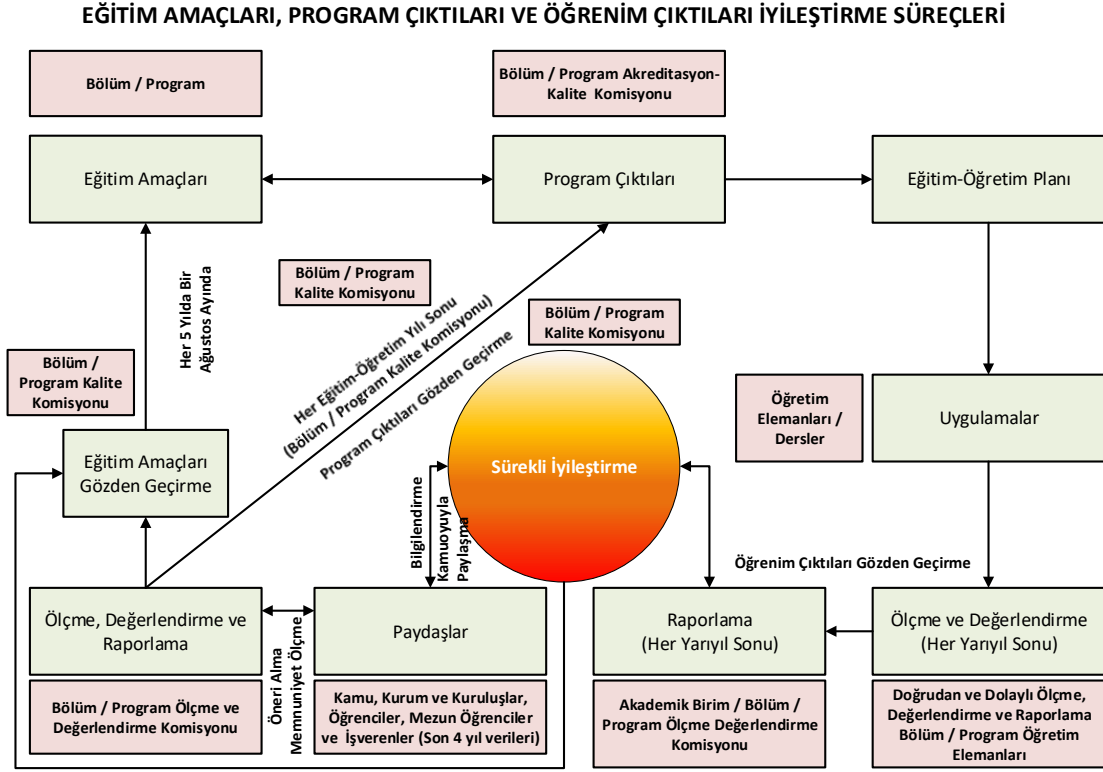 EĞİTİM AMAÇLARI, PROGRAM ÇIKTILARI VE ÖĞRENİM ÇIKTILARI İYİLEŞTİRME SÜREÇLERİ
Bölüm / Program
Bölüm / Program Akreditasyon-
Kalite Komisyonu
Eğitim Amaçları
Program Çıktıları
Eğitim-Öğretim Planı
Her 5 Yılda Bir
Ağustos Ayında
Bölüm / Program
Kalite Komisyonu
Her Eğitim-Öğretim Yılı Sonu
(Bölüm / Program Kalite Komisyonu)
Program Çıktıları Gözden Geçirme
Bölüm / Program
Kalite Komisyonu
Bölüm /
Program Kalite
Komisyonu
Öğretim
Elemanları /
Dersler
Uygulamalar
Eğitim Amaçları
Gözden Geçirme
Sürekli İyileştirme
Bilgilendirme
Kamuoyuyla
Paylaşma
Öğrenim Çıktıları Gözden Geçirme
Ölçme, Değerlendirme ve
Raporlama
Öneri Alma
Memnuniyet Ölçme
Paydaşlar
Raporlama
(Her Yarıyıl Sonu)
Ölçme ve Değerlendirme
(Her Yarıyıl Sonu)
Bölüm / Program Ölçme ve
Değerlendirme Komisyonu
Kamu, Kurum ve Kuruluşlar,
Öğrenciler, Mezun Öğrenciler
ve İşverenler (Son 4 yıl verileri)
Akademik Birim / Bölüm /
Program Ölçme Değerlendirme
Komisyonu
Doğrudan ve Dolaylı Ölçme,
Değerlendirme ve Raporlama
Bölüm / Program Öğretim
Elemanları